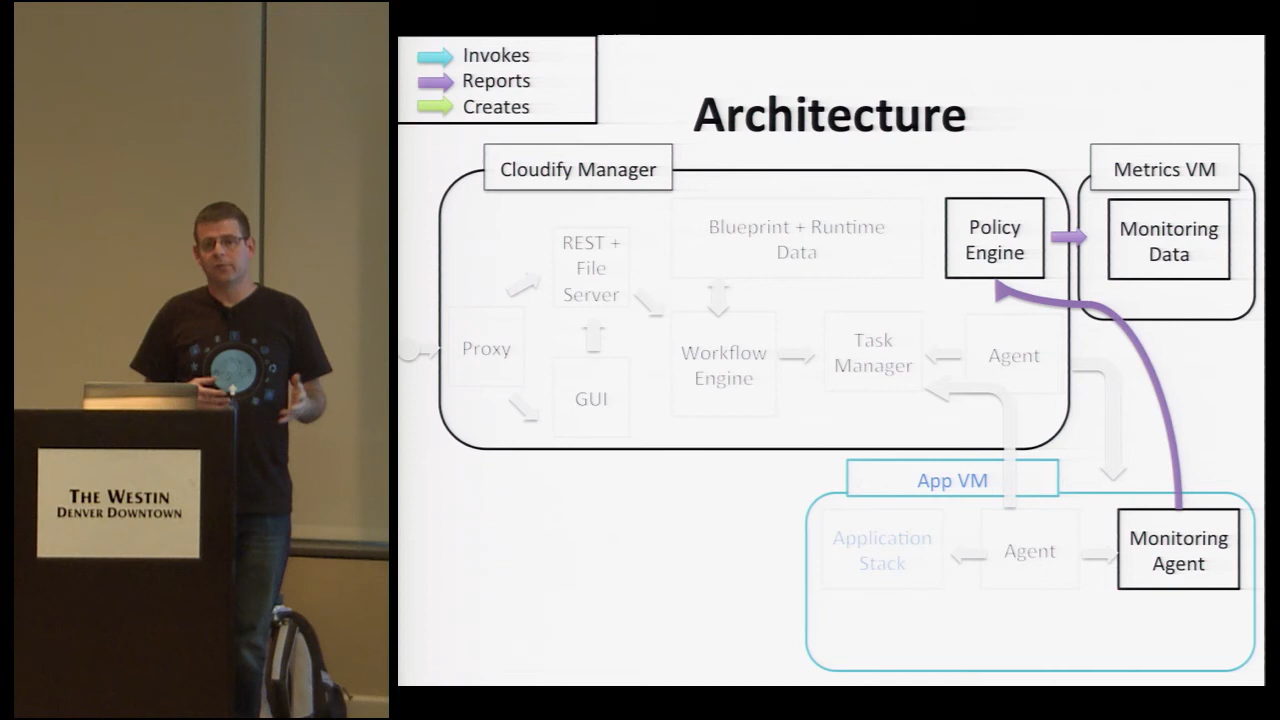 Invokes
Reports
Creates
Architecture
Cloudify Manager
Metrics VM
REST +
File
Server
Blueprint + Runtime
Data
Policy
Engine
Monitoring
Data
Proxy
GUI
Workflow
Engine
Task
Manager
Agent
App VM
Application
Stack
Agent
Monitoring
Agent
THE WESTIN
DENVER DOWNTOWN